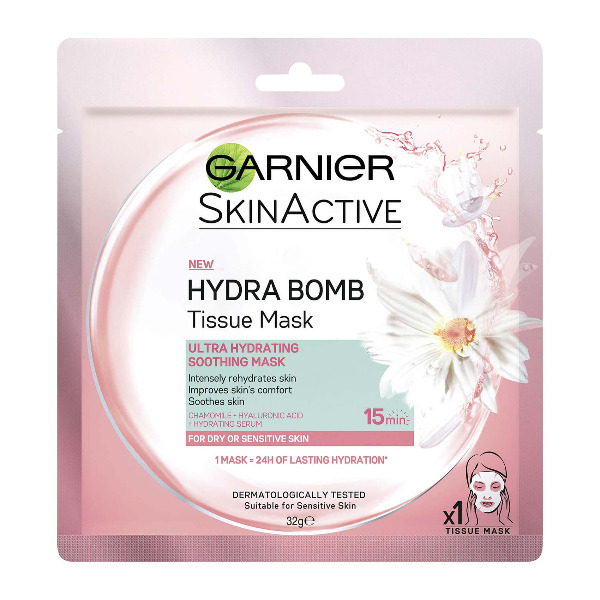 GARNIER
SKINACTIVE
NEW
HYDRA BOMB
Tissue Mask
ULTRA HYDRATING
SOOTHING MASK
Intensely rehydrates skin
Improves skin's comfort
Soothes skin
CHAMOMILE + HYALURONIC ACID
+ HYDRATING SERUM
15min
FOR DRY OR SENSITIVE SKIN
1 MASK = 24H OF LASTING HYDRATION*
DERMATOLOGICALLY TESTED
Suitable for Sensitive Skin
32g℮
x1
TISSUE MASK